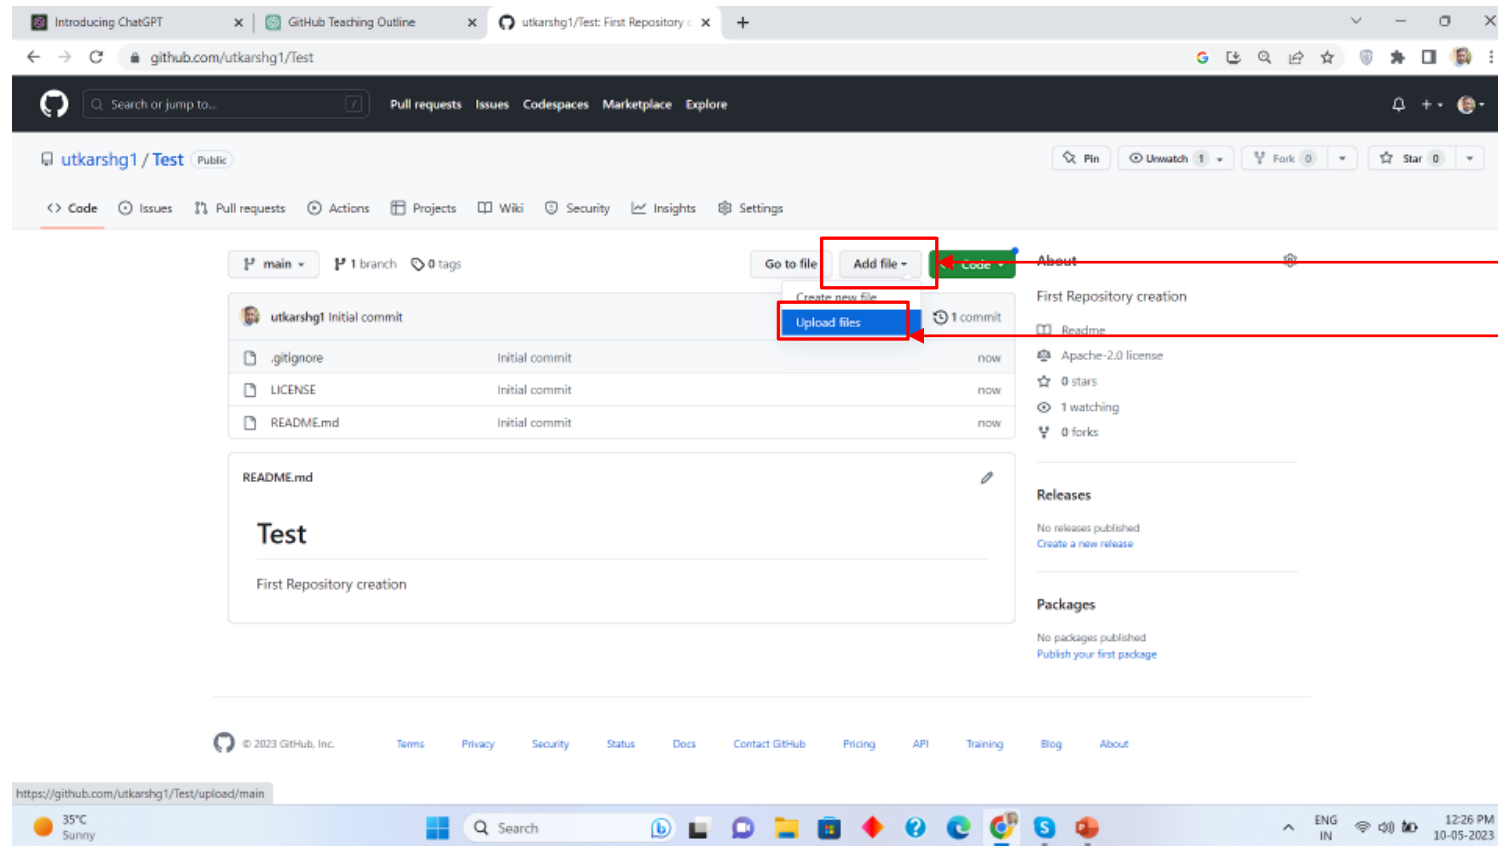 Introducing ChatGPT
GitHub Teaching Outline
utkarshg1/Test: First Repository c
github.com/utkarshg1/Test
Search or jump to...
/
Pull requests Issues Codespaces Marketplace Explore
utkarshg1 / Test Public
Pin
Unwatch 1
Fork 0
Star 0
Code Issues Pull requests Actions Projects Wiki Security Insights Settings
main 1 branch 0 tags
Go to file Add file Code
Create new file
Upload files
utkarshg1 Initial commit
1 commit
.gitignore Initial commit now
LICENSE Initial commit now
README.md Initial commit now
README.md
Test
First Repository creation
About
First Repository creation
Readme
Apache-2.0 license
0 stars
1 watching
0 forks
Releases
No releases published
Create a new release
Packages
No packages published
Publish your first package
© 2023 GitHub, Inc. Terms Privacy Security Status Docs Contact GitHub Pricing API Training Blog About
https://github.com/utkarshg1/Test/upload/main
35°C
Sunny
Search
ENG
IN
12:26 PM
10-05-2023